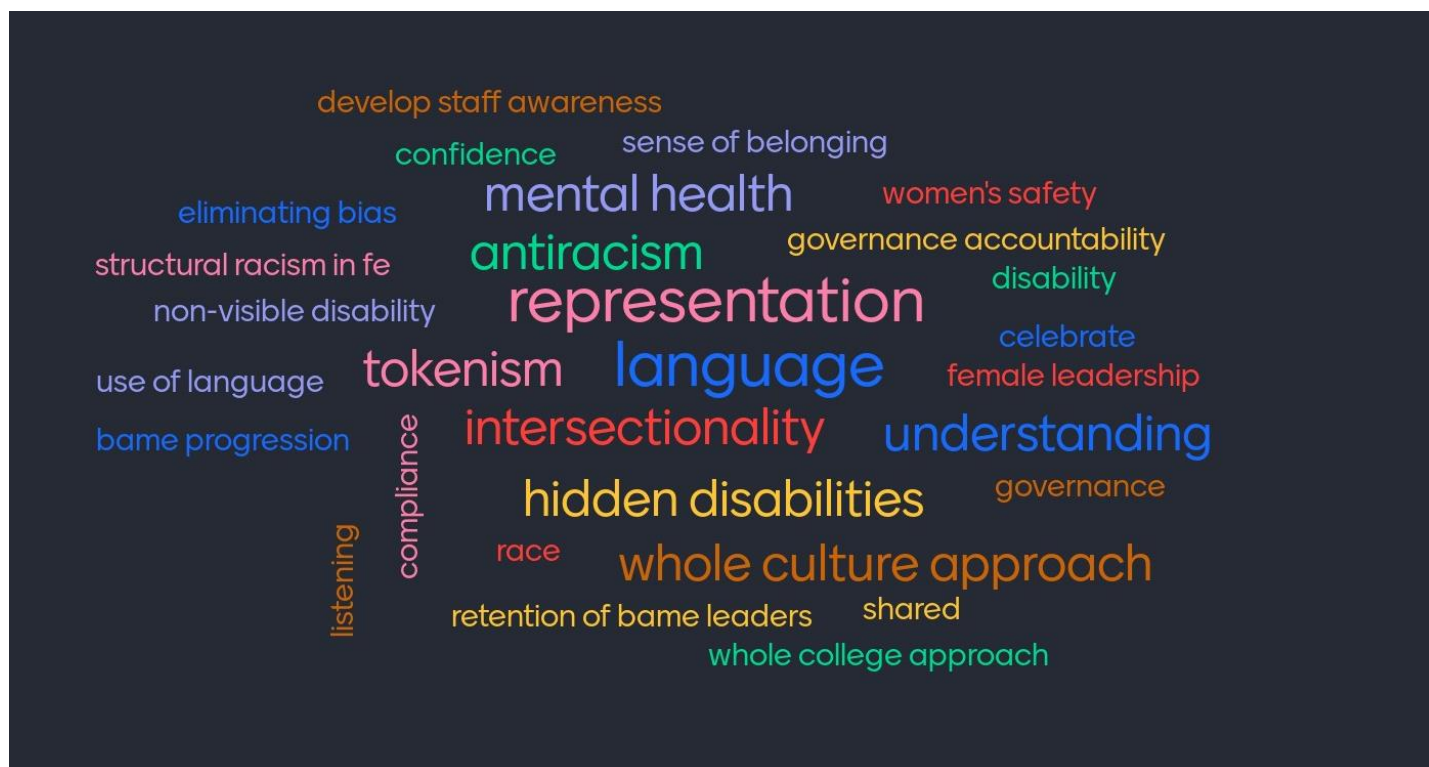 develop staff awareness
sense of belonging
confidence
mental health
women's safety
eliminating bias
governance accountability
antiracism
structural racism in fe
disability
representation
non-visible disability
celebrate
language
tokenism
female leadership
use of language
intersectionality
understanding
bame progression
compliance
governance
hidden disabilities
race
whole culture approach
listening
shared
retention of bame leaders
whole college approach